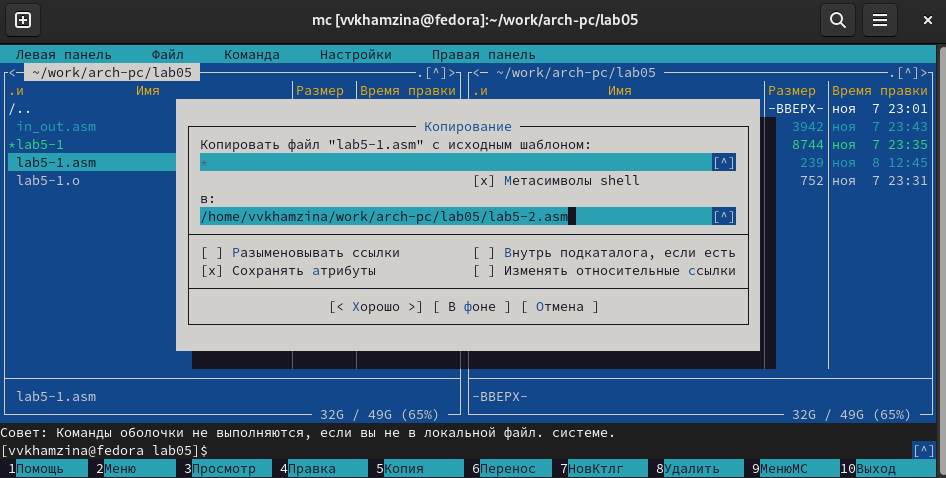 mc [vvkhamzina@fedora]:~/work/arch-pc/lab05
Левая панель Файл Команда Настройки Правая панель
<─ ~/work/arch-pc/lab05 .[^]> <─ ~/work/arch-pc/lab05 .[^]>
.и Имя Размер Время правки .и Имя Размер Время правки
/.. -ВВЕРХ- ноя 7 23:01
in_out.asm 3942 ноя 7 23:43
*lab5-1 8744 ноя 7 23:35
lab5-1.asm 239 ноя 8 12:45
lab5-1.o 752 ноя 7 23:31
Копирование
Копировать файл "lab5-1.asm" с исходным шаблоном:
* [^]
[x] Метасимволы shell
в:
/home/vvkhamzina/work/arch-pc/lab05/lab5-2.asm [^]
[ ] Разыменовывать ссылки [ ] Внутрь подкаталога, если есть
[x] Сохранять атрибуты [ ] Изменять относительные ссылки
[< Хорошо >] [ В фоне ] [ Отмена ]
lab5-1.asm -ВВЕРХ-
32G / 49G (65%) 32G / 49G (65%)
Совет: Команды оболочки не выполняются, если вы не в локальной файл. системе.
[vvkhamzina@fedora lab05]$ [^]
1Помощь 2Меню 3Просмотр 4Правка 5Копия 6Перенос 7НовКтлг 8Удалить 9МенюМС 10Выход